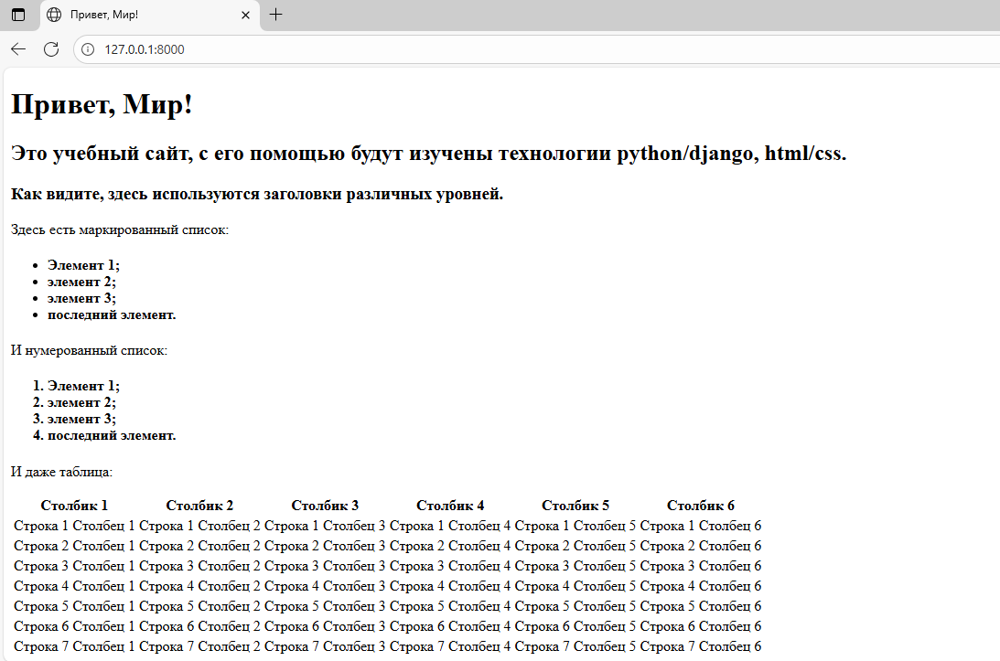 Привет, Мир!
127.0.0.1:8000
Привет, Мир!
Это учебный сайт, с его помощью будут изучены технологии python/django, html/css.
Как видите, здесь используются заголовки различных уровней.
Здесь есть маркированный список:
• Элемент 1;
• элемент 2;
• элемент 3;
• последний элемент.
И нумерованный список:
1. Элемент 1;
2. элемент 2;
3. элемент 3;
4. последний элемент.
И даже таблица:
Столбик 1 Столбик 2 Столбик 3 Столбик 4 Столбик 5 Столбик 6
Строка 1 Столбец 1 Строка 1 Столбец 2 Строка 1 Столбец 3 Строка 1 Столбец 4 Строка 1 Столбец 5 Строка 1 Столбец 6
Строка 2 Столбец 1 Строка 2 Столбец 2 Строка 2 Столбец 3 Строка 2 Столбец 4 Строка 2 Столбец 5 Строка 2 Столбец 6
Строка 3 Столбец 1 Строка 3 Столбец 2 Строка 3 Столбец 3 Строка 3 Столбец 4 Строка 3 Столбец 5 Строка 3 Столбец 6
Строка 4 Столбец 1 Строка 4 Столбец 2 Строка 4 Столбец 3 Строка 4 Столбец 4 Строка 4 Столбец 5 Строка 4 Столбец 6
Строка 5 Столбец 1 Строка 5 Столбец 2 Строка 5 Столбец 3 Строка 5 Столбец 4 Строка 5 Столбец 5 Строка 5 Столбец 6
Строка 6 Столбец 1 Строка 6 Столбец 2 Строка 6 Столбец 3 Строка 6 Столбец 4 Строка 6 Столбец 5 Строка 6 Столбец 6
Строка 7 Столбец 1 Строка 7 Столбец 2 Строка 7 Столбец 3 Строка 7 Столбец 4 Строка 7 Столбец 5 Строка 7 Столбец 6